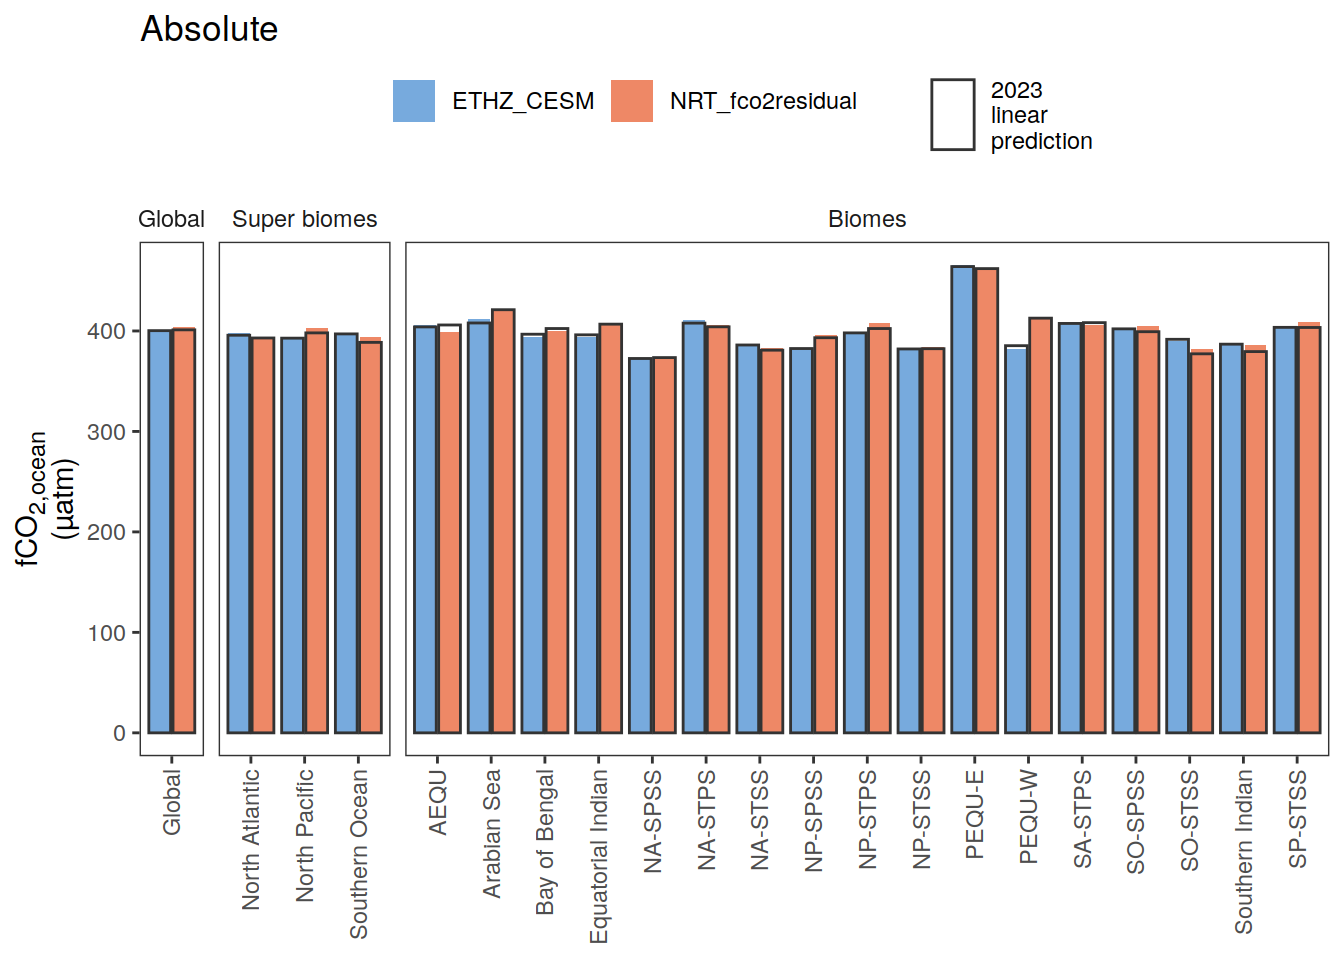 Absolute
ETHZ_CESM
NRT_fco2residual
2023
linear
prediction
Global
Super biomes
Biomes
fCO2,ocean
(µatm)
400
300
200
100
0
Global
North Atlantic
North Pacific
Southern Ocean
AEQU
Arabian Sea
Bay of Bengal
Equatorial Indian
NA-SPSS
NA-STPS
NA-STSS
NP-SPSS
NP-STPS
NP-STSS
PEQU-E
PEQU-W
SA-STPS
SO-SPSS
SO-STSS
Southern Indian
SP-STSS